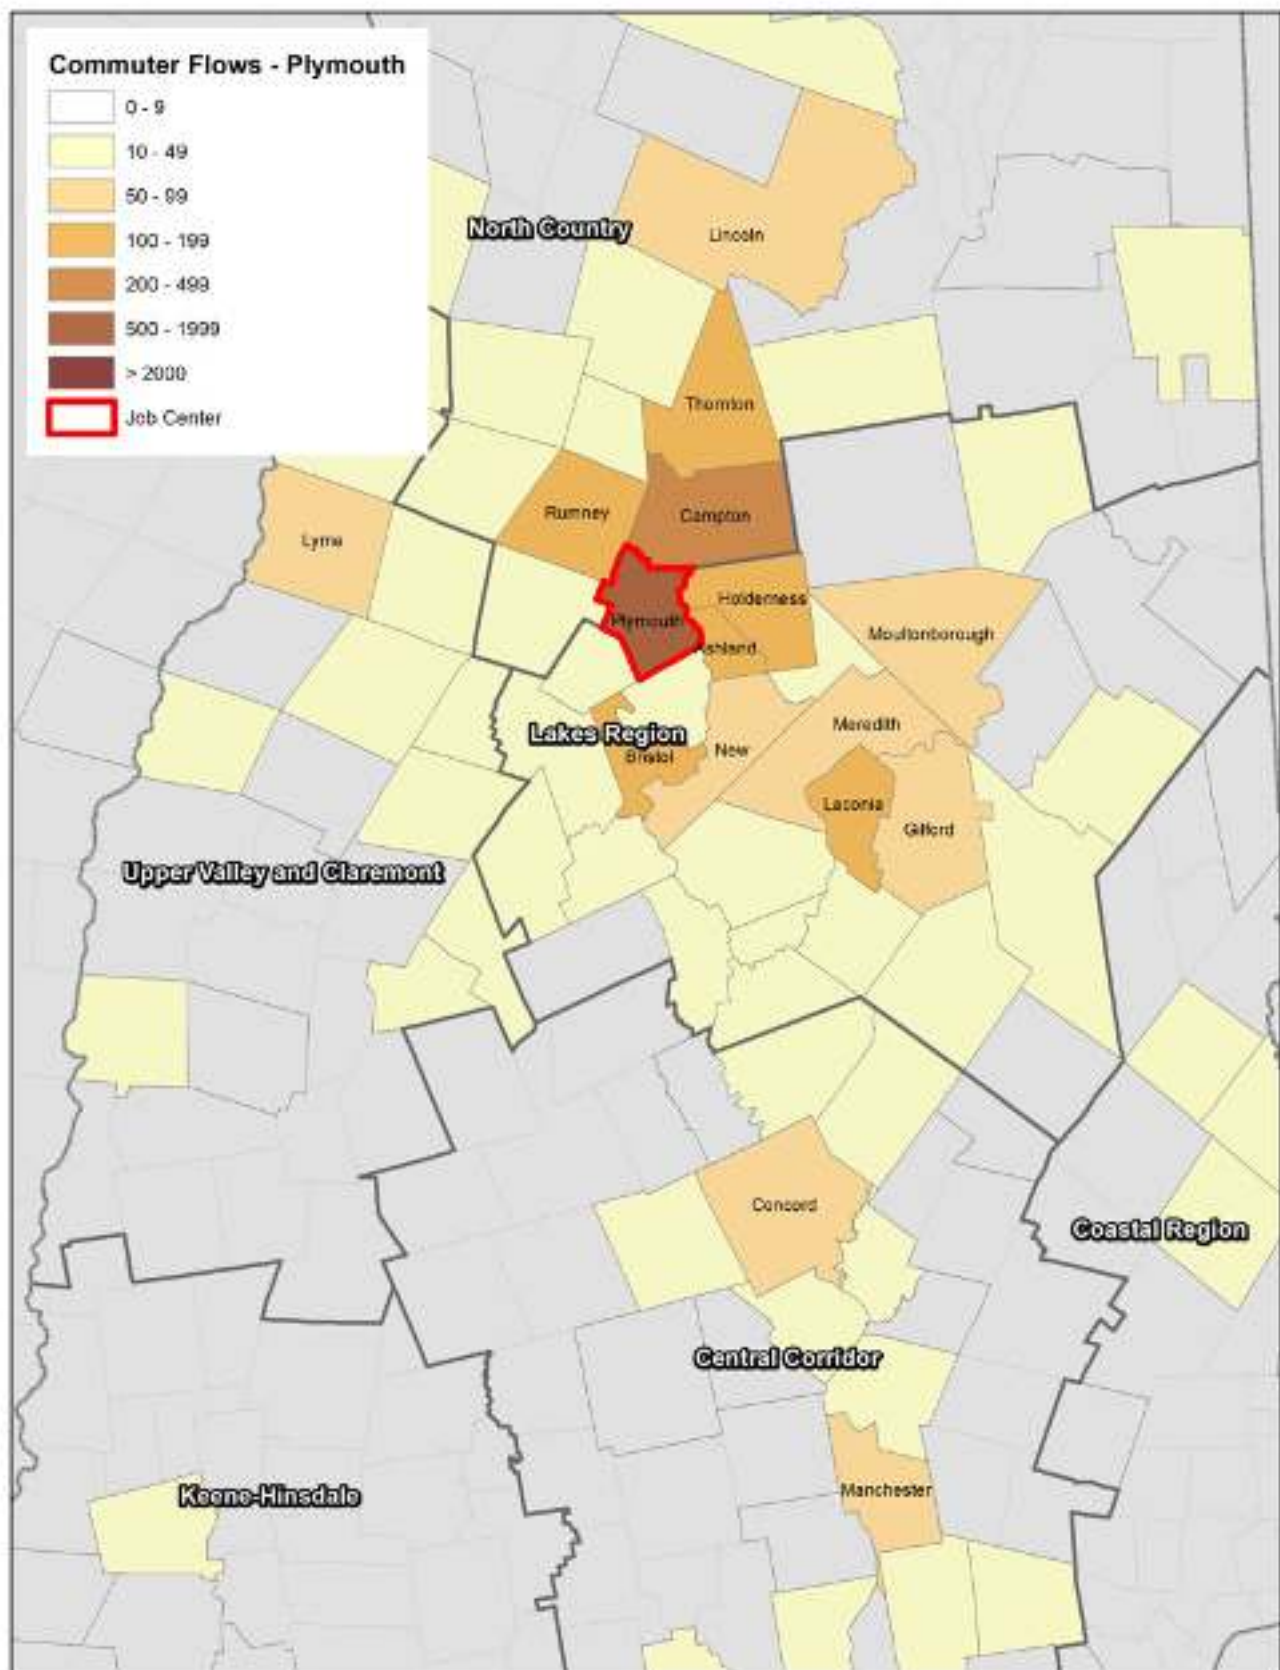 Commuter Flows - Plymouth
0 - 9
10 - 49
50 - 99
100 - 199
200 - 499
500 - 1999
> 2000
Job Center
North Country
Lincoln
Thornton
Rumney
Campton
Lyme
Holderness
Plymouth
Moultonborough
Ashland
Meredith
Lakes Region
New
Bristol
Laconia
Gilford
Upper Valley and Claremont
Concord
Coastal Region
Central Corridor
Manchester
Keene-Hinsdale